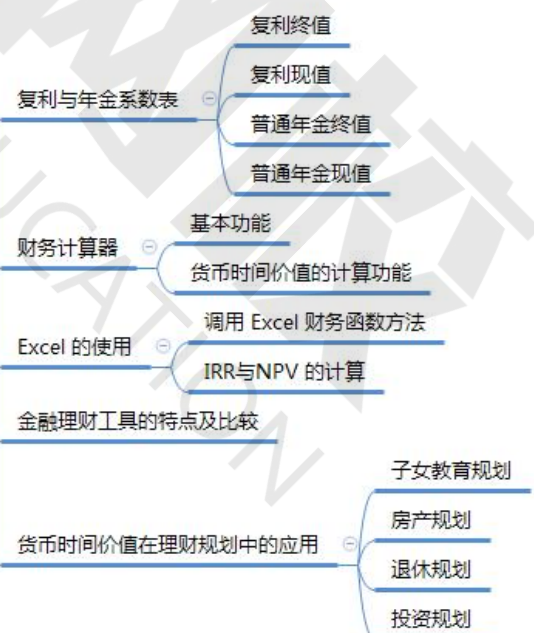 复利与年金系数表
复利终值
复利现值
普通年金终值
普通年金现值
财务计算器
基本功能
货币时间价值的计算功能
Excel 的使用
调用 Excel 财务函数方法
IRR与NPV 的计算
金融理财工具的特点及比较
货币时间价值在理财规划中的应用
子女教育规划
房产规划
退休规划
投资规划
网校
UCATION